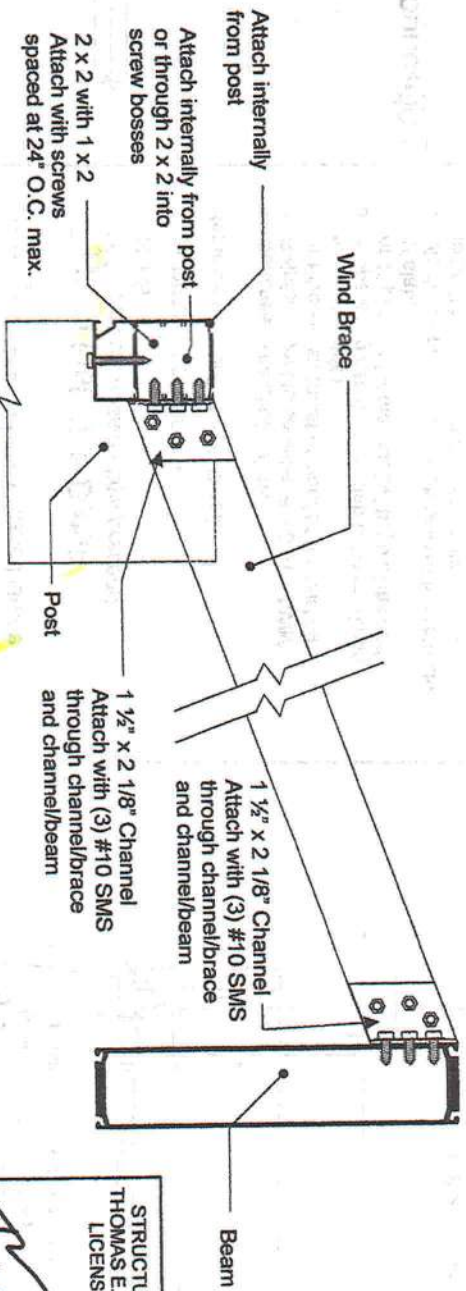 Attach internally
from post
Attach internally from post
or through 2 x 2 into
screw bosses
2 x 2 with 1 x 2
Attach with screws
spaced at 24" O.C. max.
Wind Brace
Post
1 ½" x 2 1/8" Channel
Attach with (3) #10 SMS
through channel/brace
and channel/beam
1 ½" x 2 1/8" Channel
Attach with (3) #10 SMS
through channel/brace
and channel/beam
Beam
STRUCTU
THOMAS E.
LICENS